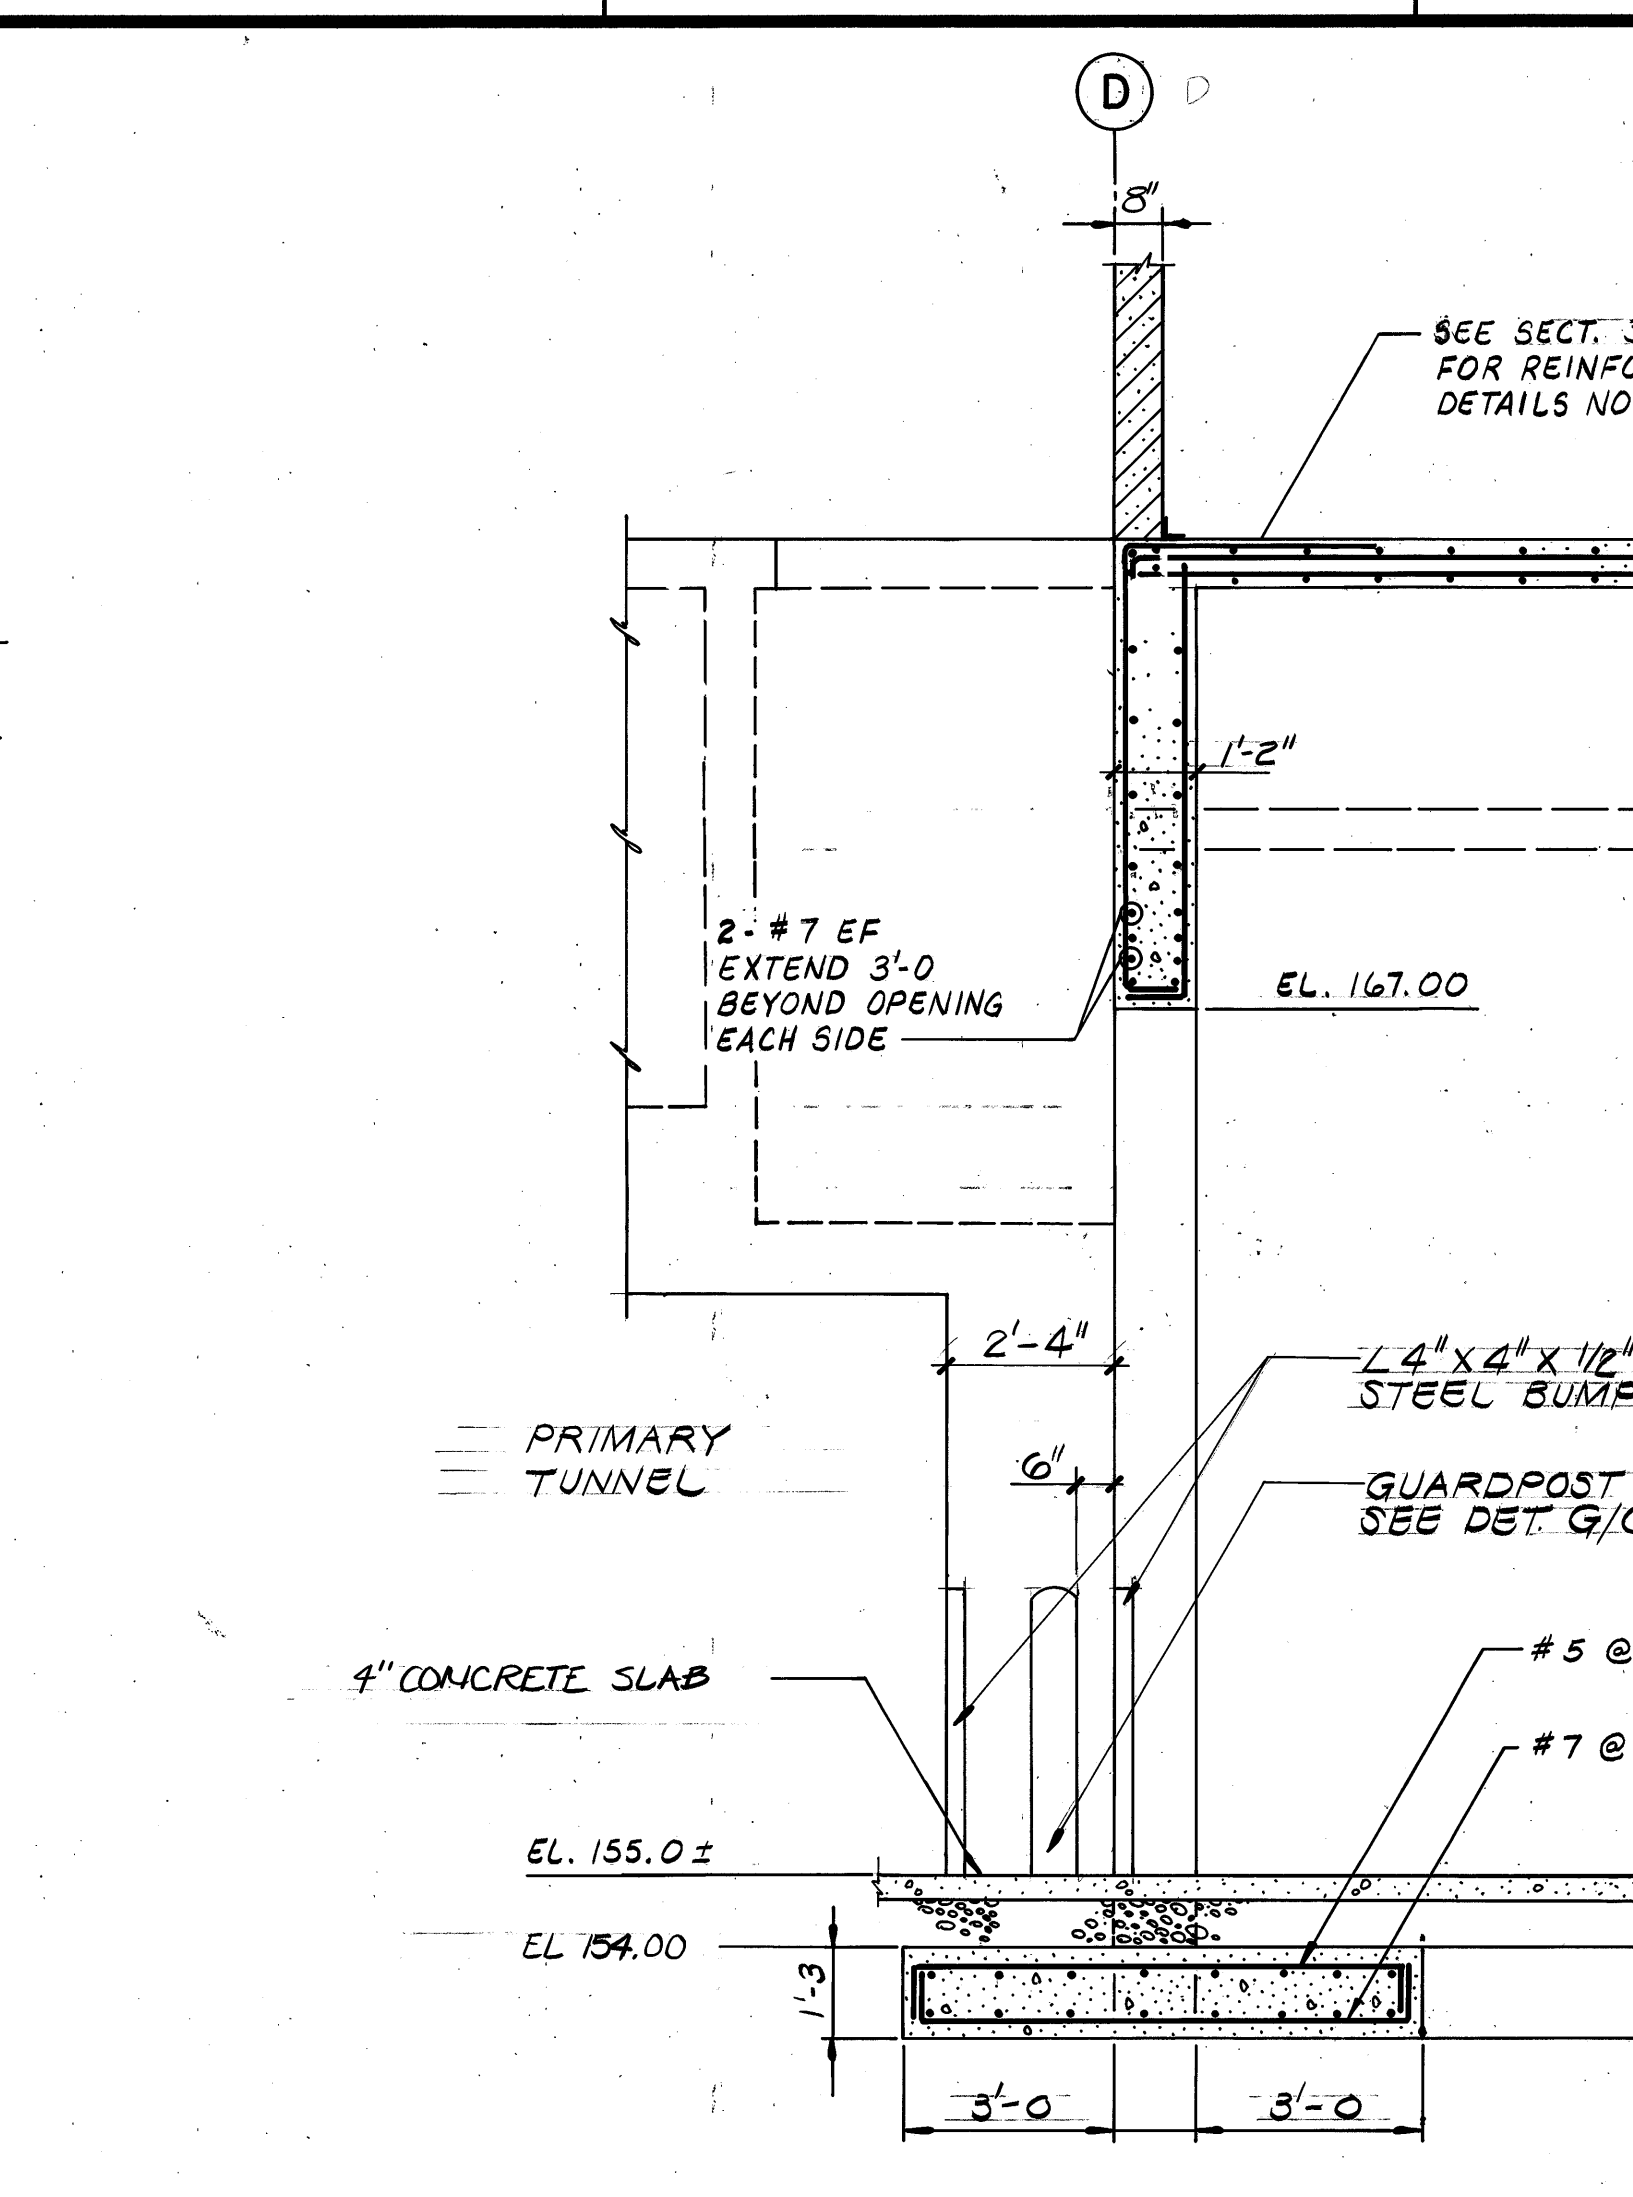 D D
8"
SEE SECT.
FOR REINFO
DETAILS NO
1'-2"
2-#7 EF
EXTEND 3'-0
BEYOND OPENING
EACH SIDE
EL. 167.00
2'-4"
L 4" X 4" X 1/2"
STEEL BUMP
PRIMARY
TUNNEL
6"
GUARDPOST
SEE DET. G/
#5 @
4" CONCRETE SLAB
#7 @
EL. 155.0 ±
EL 154.00
1'-3
3'-0 3'-0